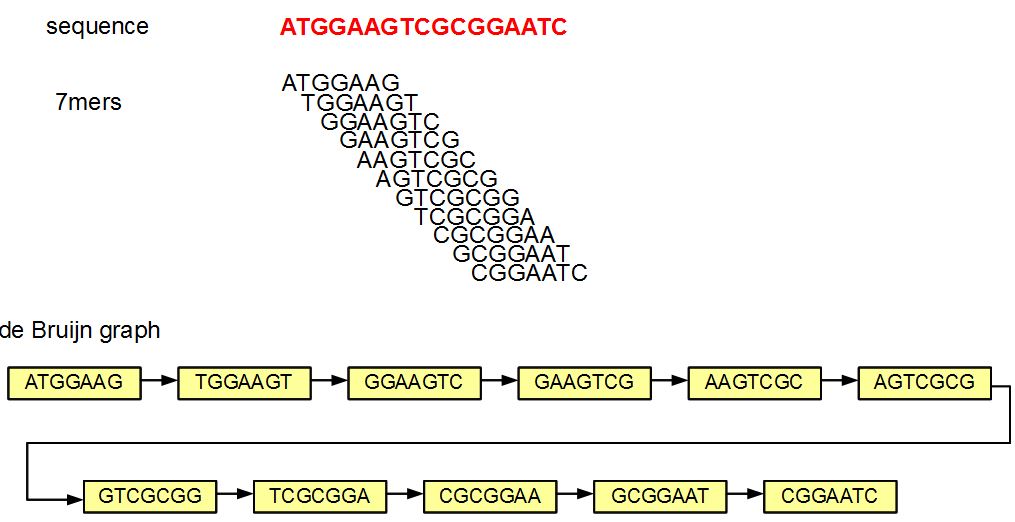 sequence ATGGAAGTCGCGGAATC
7mers
ATGGAAG
TGGAAGT
GGAAGTC
GAAGTCG
AAGTCGC
AGTCGCG
GTCGCGG
TCGCGGA
CGCGGAA
GCGGAAT
CGGAATC
de Bruijn graph
ATGGAAG TGGAAGT GGAAGTC GAAGTCG AAGTCGC AGTCGCG
GTCGCGG TCGCGGA CGCGGAA GCGGAAT CGGAATC